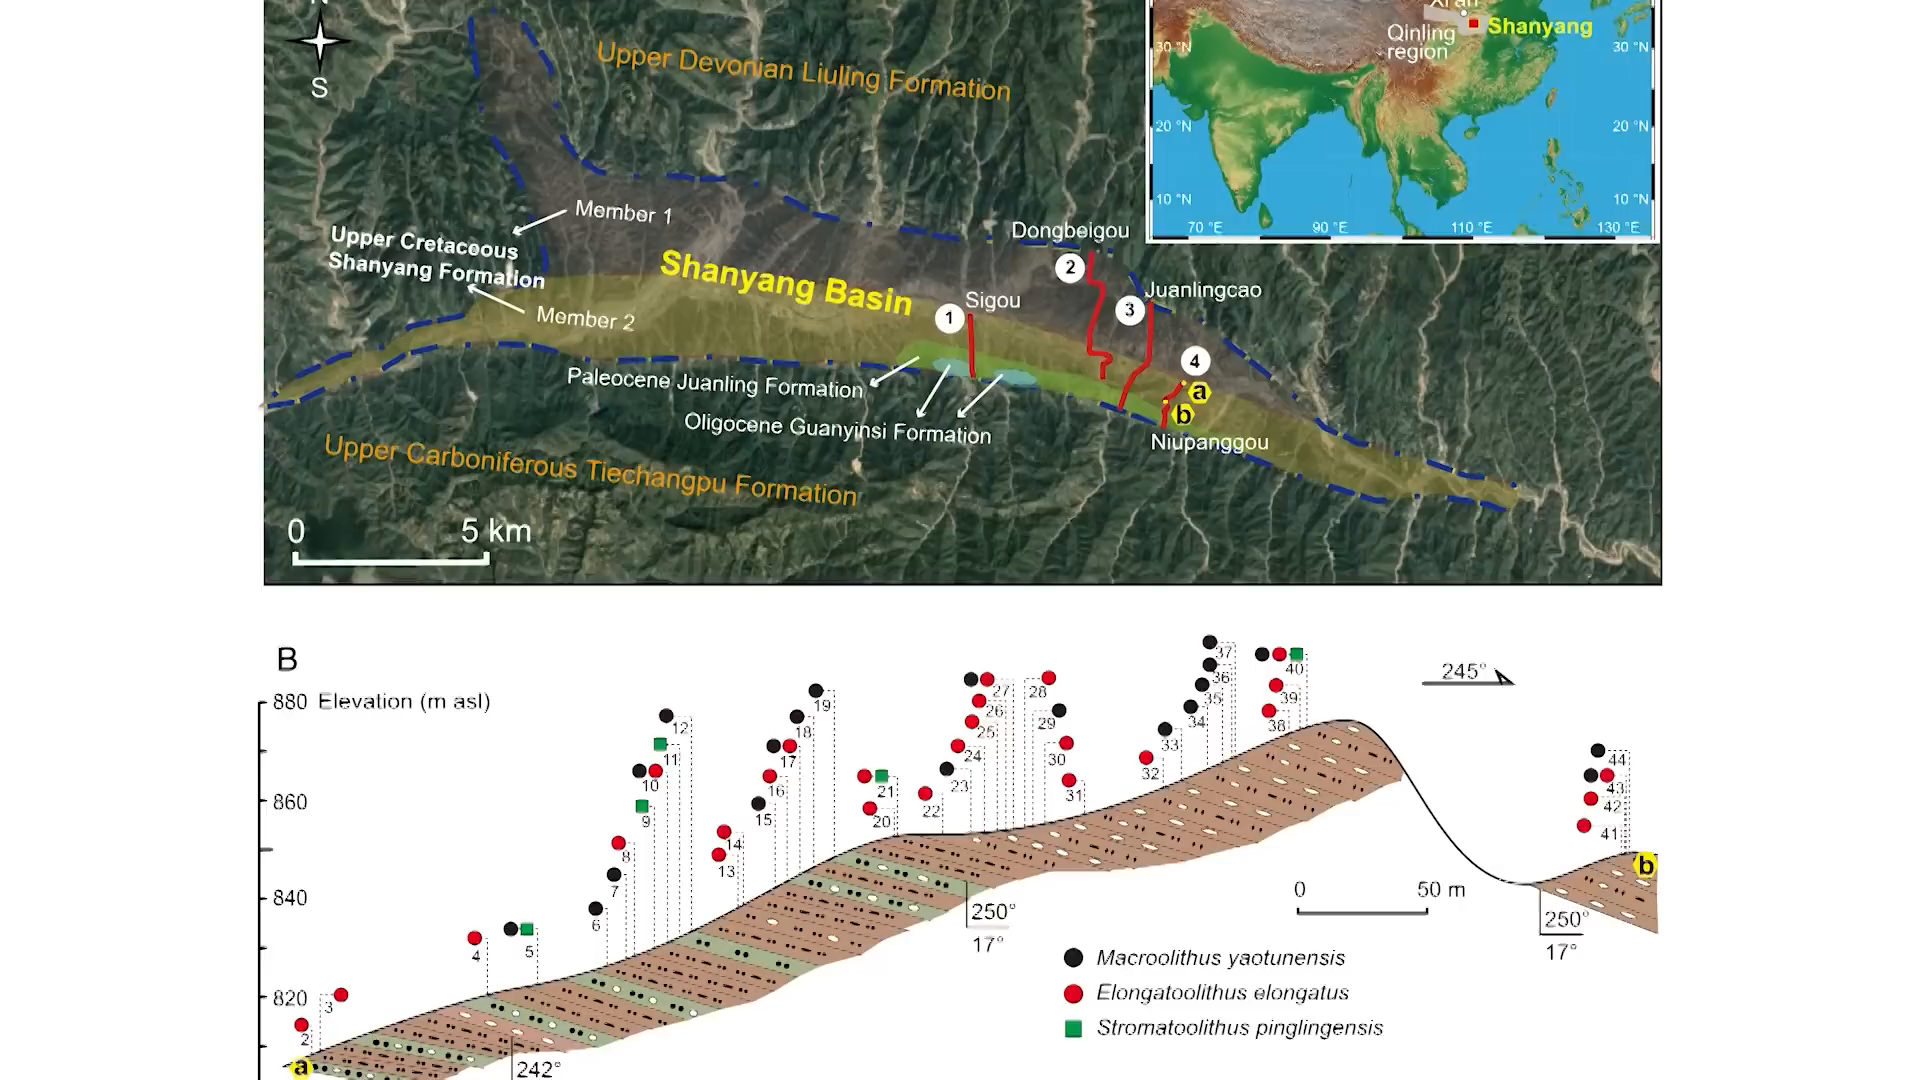 Xi'an
Shanyang
Qinling
region
30 °N
30 °N
20 °N
20 °N
10 °N
10 °N
70 °E
90 °E
110 °E
130 °E
S
Upper Devonian Liuling Formation
Member 1
Upper Cretaceous
Shanyang Formation
Member 2
Shanyang Basin
Dongbeigou
2
Juanlingcao
3
Sigou
1
4
a
b
Niupanggou
Paleocene Juanling Formation
Oligocene Guanyinsi Formation
Upper Carboniferous Tiechangpu Formation
0 5 km
B
880 Elevation (m asl)
860
840
820
2
3
4
5
6
7
8
9
10
11
12
13
14
15
16
17
18
19
20
21
22
23
24
25
26
27
28
29
30
31
32
33
34
35
36
37
38
39
40
41
42
43
44
245°
a
b
242°
250°
17°
250°
17°
0 50 m
Macroolithus yaotunensis
Elongatoolithus elongatus
Stromatoolithus pinglingensis